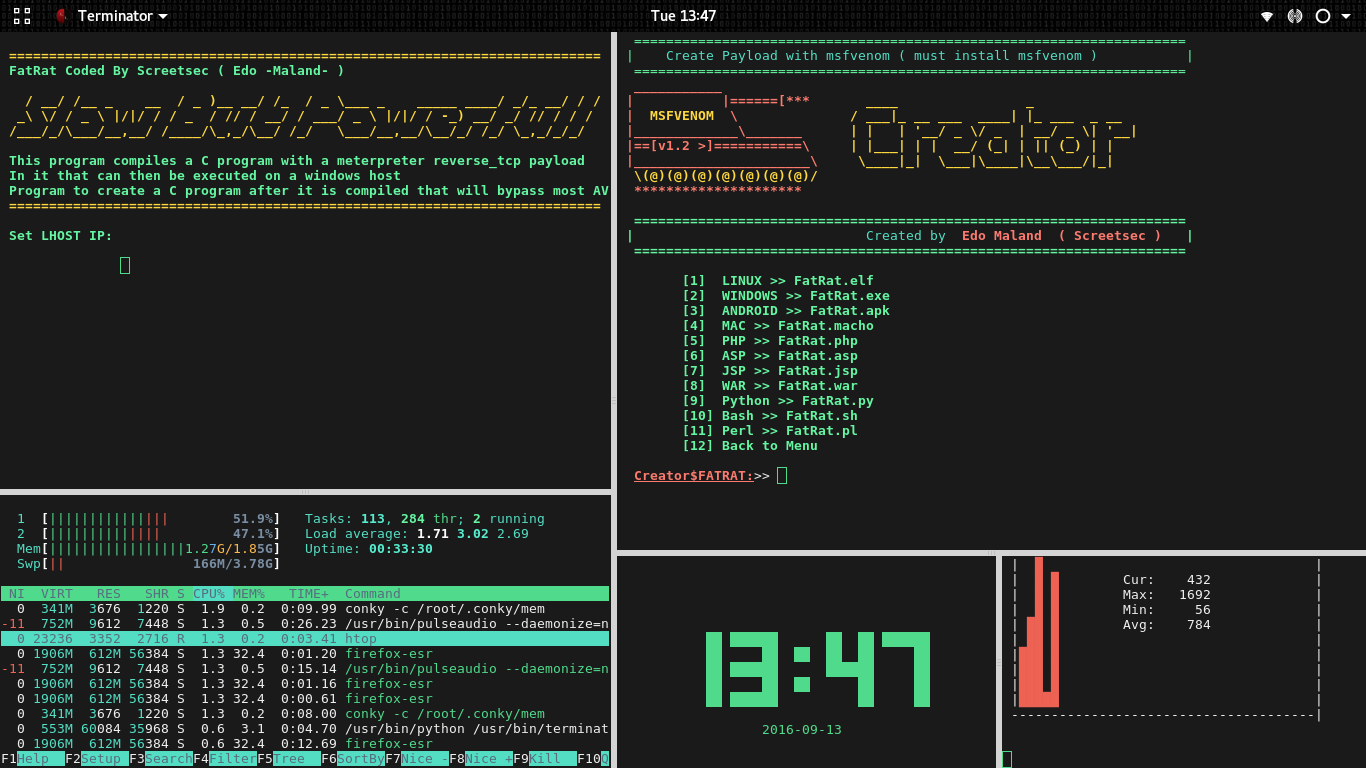 Terminator
Tue 13:47
===========================================================================
FatRat Coded By Screetsec ( Edo -Maland- )
This program compiles a C program with a meterpreter reverse_tcp payload
In it that can then be executed on a windows host
Program to create a C program after it is compiled that will bypass most AV
===========================================================================
Set LHOST IP:
=====================================================================
| Create Payload with msfvenom ( must install msfvenom ) |
=====================================================================
|======[***
| MSFVENOM \
|==[v1.2 >]===========\
\(@)(@)(@)(@)(@)(@)(@)/
*********************
Creator
=====================================================================
| Created by Edo Maland ( Screetsec ) |
=====================================================================
[1] LINUX >> FatRat.elf
[2] WINDOWS >> FatRat.exe
[3] ANDROID >> FatRat.apk
[4] MAC >> FatRat.macho
[5] PHP >> FatRat.php
[6] ASP >> FatRat.asp
[7] JSP >> FatRat.jsp
[8] WAR >> FatRat.war
[9] Python >> FatRat.py
[10] Bash >> FatRat.sh
[11] Perl >> FatRat.pl
[12] Back to Menu
Creator$FATRAT:>>
1 [|||||||||||||||51.9%] Tasks: 113, 284 thr; 2 running
2 [||||||||||||||47.1%] Load average: 1.71 3.02 2.69
Mem[|||||||||||||||||1.27G/1.85G] Uptime: 00:33:30
Swp[||166M/3.78G]
NI VIRT RES SHR S CPU% MEM% TIME+ Command
0 341M 3676 1220 S 1.9 0.2 0:09.99 conky -c /root/.conky/mem
-11 752M 9612 7448 S 1.3 0.5 0:26.23 /usr/bin/pulseaudio --daemonize=n
0 23236 3352 2716 R 1.3 0.2 0:03.41 htop
0 1906M 612M 56384 S 1.3 32.4 0:01.20 firefox-esr
-11 752M 9612 7448 S 1.3 0.5 0:15.14 /usr/bin/pulseaudio --daemonize=n
0 1906M 612M 56384 S 1.3 32.4 0:01.16 firefox-esr
0 1906M 612M 56384 S 1.3 32.4 0:00.61 firefox-esr
0 341M 3676 1220 S 1.3 0.2 0:08.00 conky -c /root/.conky/mem
0 553M 60084 35968 S 0.6 3.1 0:04.70 /usr/bin/python /usr/bin/terminat
0 1906M 612M 56384 S 0.6 32.4 0:12.69 firefox-esr
F1Help F2Setup F3SearchF4FilterF5Tree F6SortByF7Nice -F8Nice +F9Kill F10Q
13:47
2016-09-13
Cur: 432
Max: 1692
Min: 56
Avg: 784